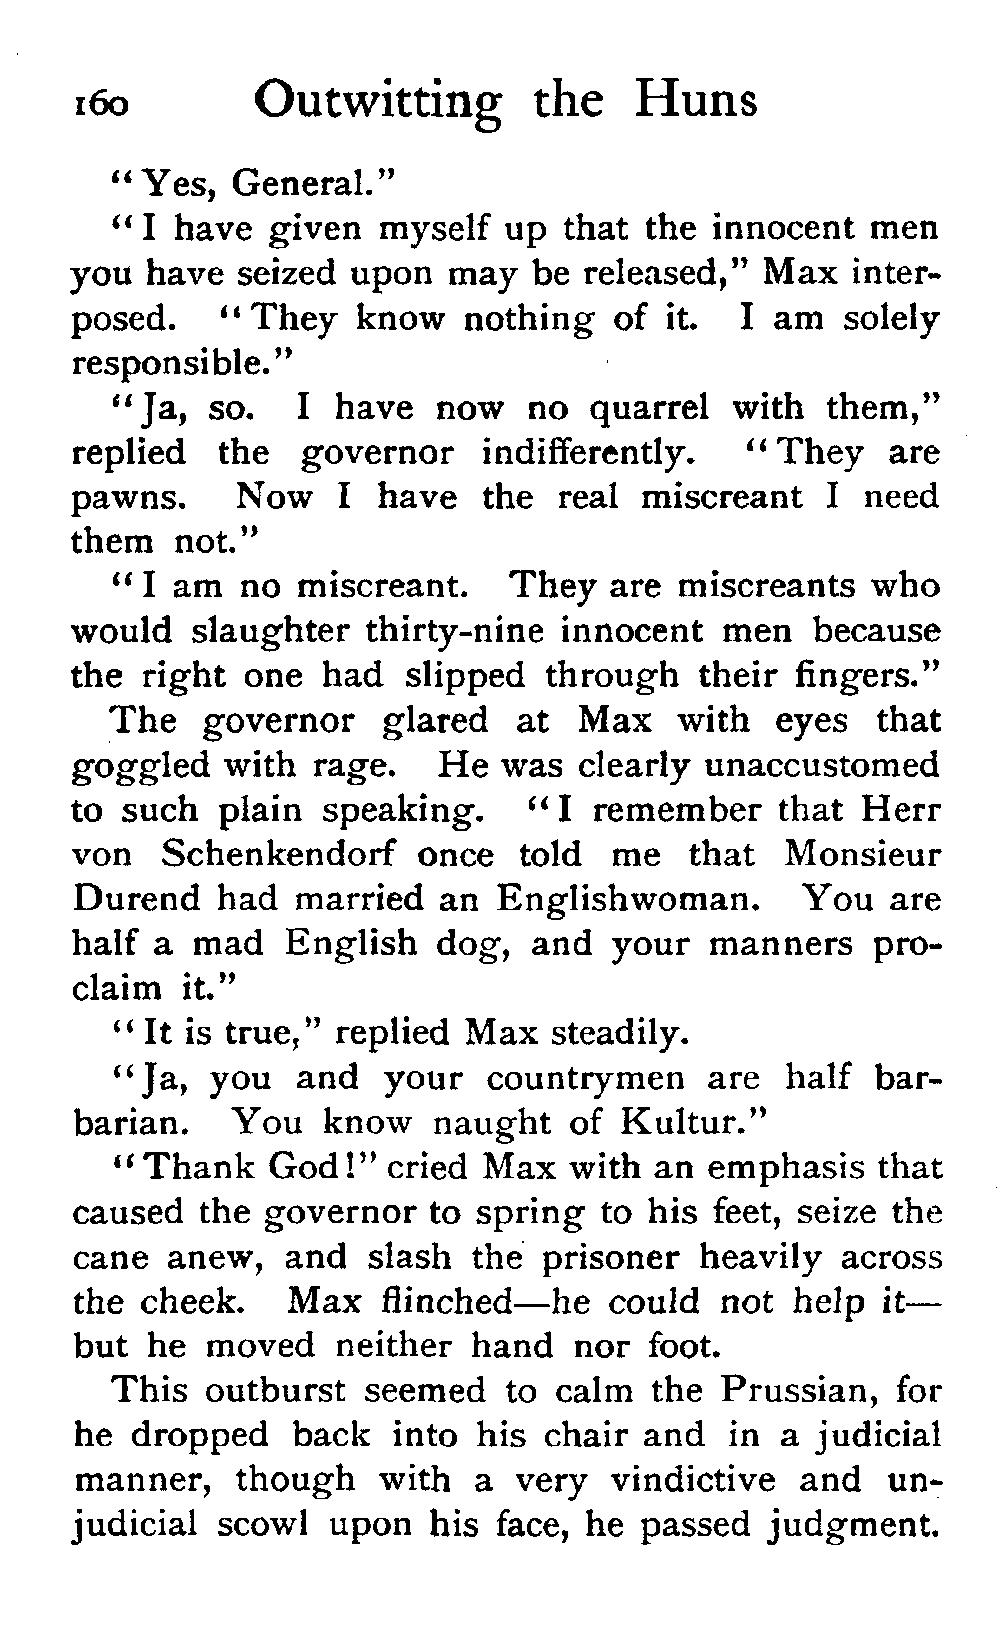 160 Outwitting the Huns
"Yes, General."
"I have given myself up that the innocent men
you have seized upon may be released," Max inter-
posed. "They know nothing of it. I am solely
responsible."
"Ja, so. I have now no quarrel with them,"
replied the governor indifferently. "They are
pawns. Now I have the real miscreant I need
them not."
"I am no miscreant. They are miscreants who
would slaughter thirty-nine innocent men because
the right one had slipped through their fingers."
The governor glared at Max with eyes that
goggled with rage. He was clearly unaccustomed
to such plain speaking. "I remember that Herr
von Schenkendorf once told me that Monsieur
Durend had married an Englishwoman. You are
half a mad English dog, and your manners pro-
claim it."
"It is true," replied Max steadily.
"Ja, you and your countrymen are half bar-
barian. You know naught of Kultur."
"Thank God!" cried Max with an emphasis that
caused the governor to spring to his feet, seize the
cane anew, and slash the prisoner heavily across
the cheek. Max flinched—he could not help it—
but he moved neither hand nor foot.
This outburst seemed to calm the Prussian, for
he dropped back into his chair and in a judicial
manner, though with a very vindictive and un-
judicial scowl upon his face, he passed judgment.